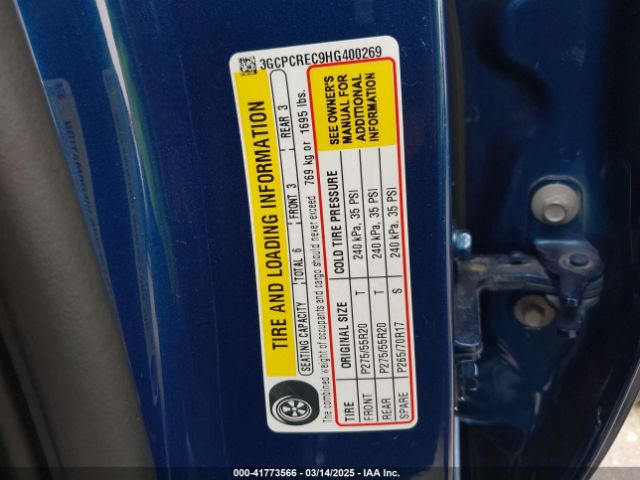 3GCPCREC9HG400269
TIRE AND LOADING INFORMATION
SEATING CAPACITY TOTAL 6 FRONT 3 REAR 3
The combined weight of occupants and cargo should never exceed 769 kg or 1695 lbs.
TIRE ORIGINAL SIZE COLD TIRE PRESSURE
FRONT P275/55R20 T 240 kPa, 35 PSI
REAR P275/55R20 T 240 kPa, 35 PSI
SPARE P265/70R17 S 240 kPa, 35 PSI
SEE OWNER'S
MANUAL FOR
ADDITIONAL
INFORMATION
000-41773566 — 03/14/2025 — IAA Inc.